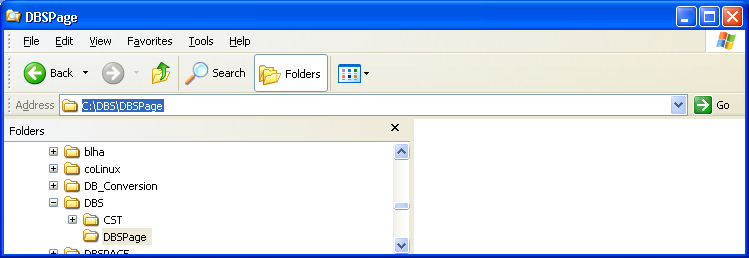 DBSPage
File Edit View Favorites Tools Help
Back Search Folders
Address C:\DBS\DBSPage Go
Folders
blha
coLinux
DB_Conversion
DBS
CST
DBSPage
DBSPACE